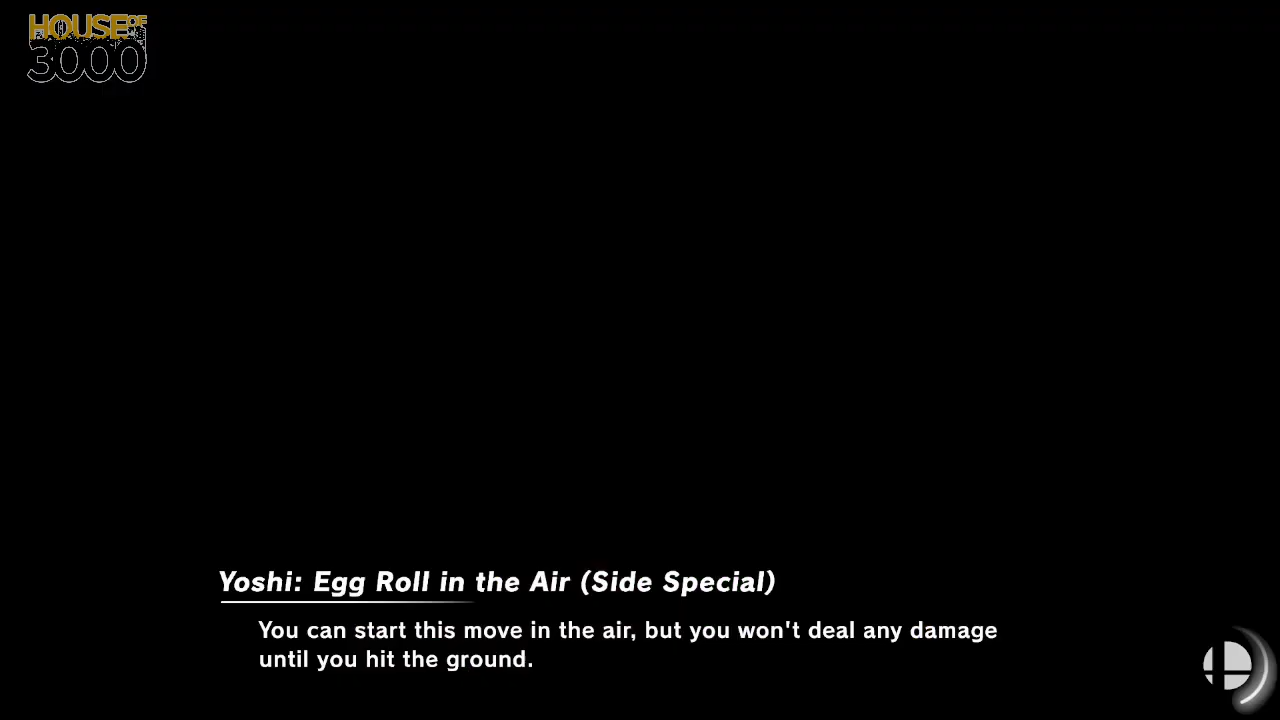 HOUSE OF
3000
Yoshi: Egg Roll in the Air (Side Special)
You can start this move in the air, but you won't deal any damage
until you hit the ground.